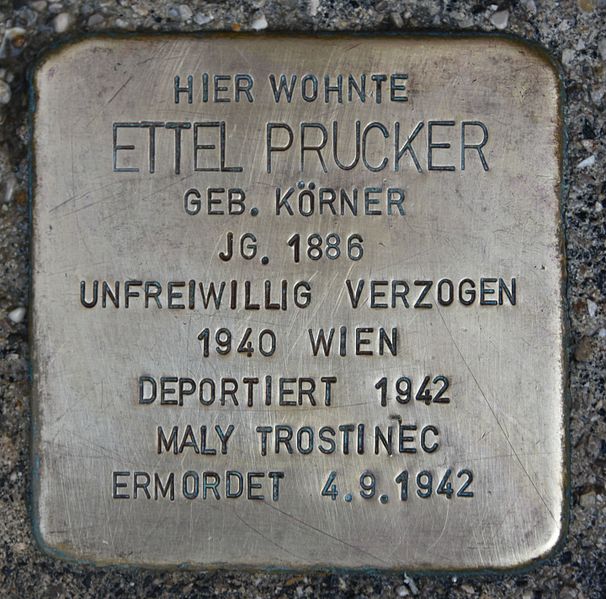 HIER WOHNTE
ETTEL PRUCKER
GEB. KÖRNER
JG. 1886
UNFREIWILLIG VERZOGEN
1940 WIEN
DEPORTIERT 1942
MALY TROSTINEC
ERMORDET 4.9.1942